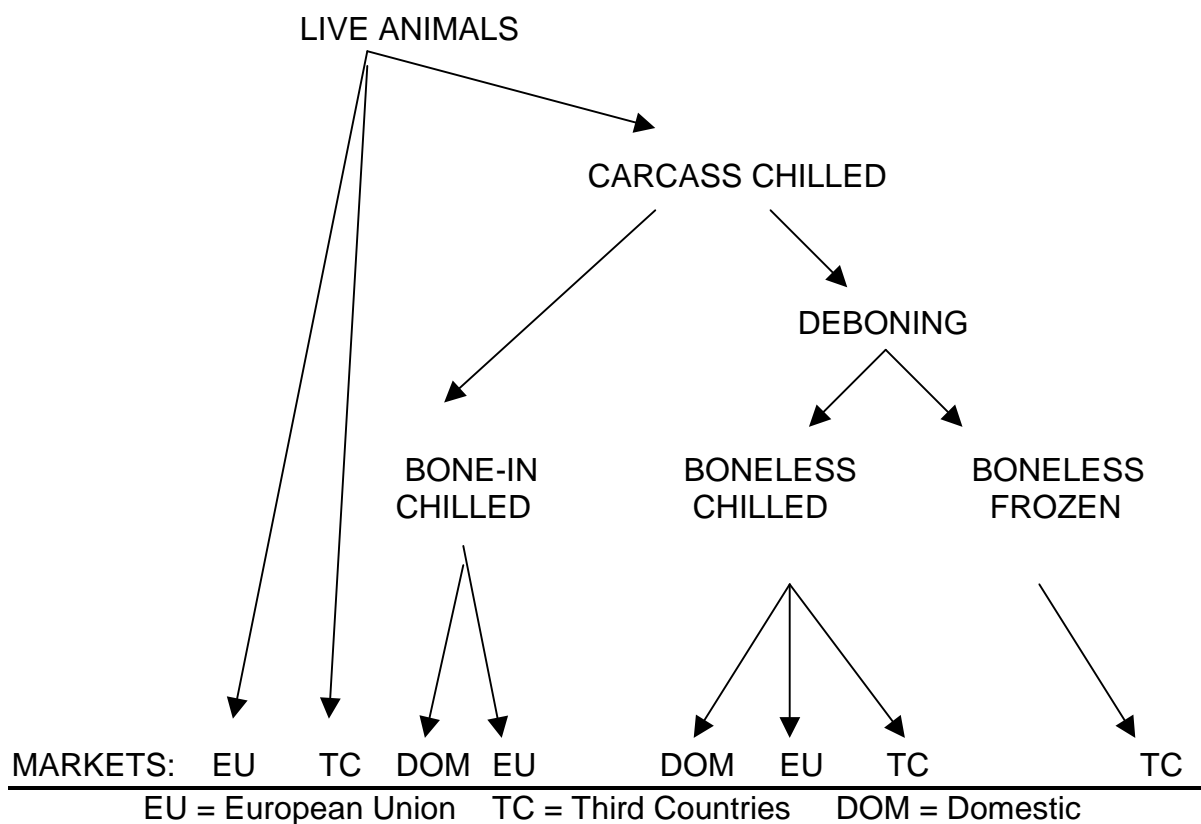 LIVE ANIMALS
CARCASS CHILLED
DEBONING
BONE-IN
CHILLED
BONELESS
CHILLED
BONELESS
FROZEN
MARKETS: EU TC DOM EU DOM EU TC TC
EU = European Union TC = Third Countries DOM = Domestic